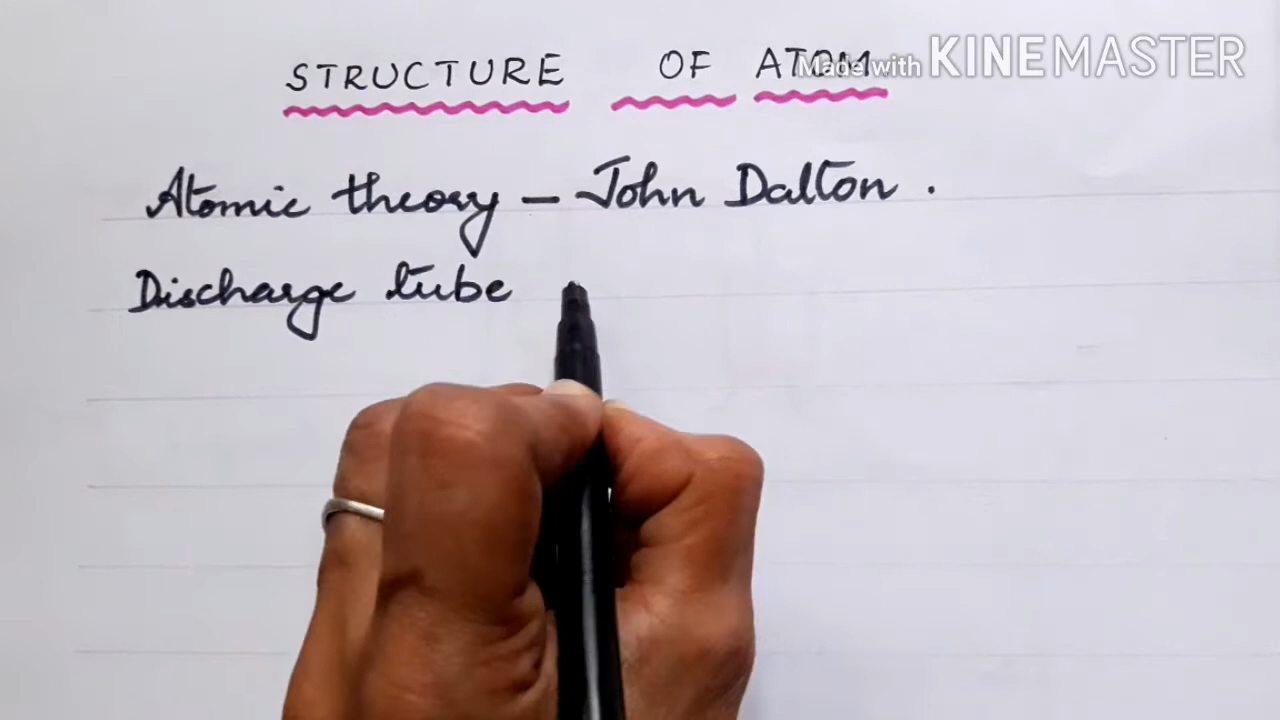 STRUCTURE OF ATOM
Made with KINEMASTER
Atomic theory – John Dalton .
Discharge tube